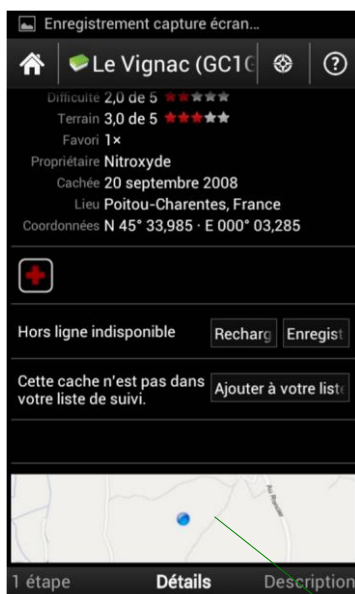 Enregistrement capture écran...
Le Vignac (GC1G
Difficulté 2,0 de 5
Terrain 3,0 de 5
Favori 1×
Propriétaire Nitroxyde
Cachée 20 septembre 2008
Lieu Poitou-Charentes, France
Coordonnées N 45° 33,985 · E 000° 03,285
Hors ligne indisponible Recharg Enregist
Cette cache n'est pas dans
votre liste de suivi. Ajouter à votre liste
1 étape Détails Description